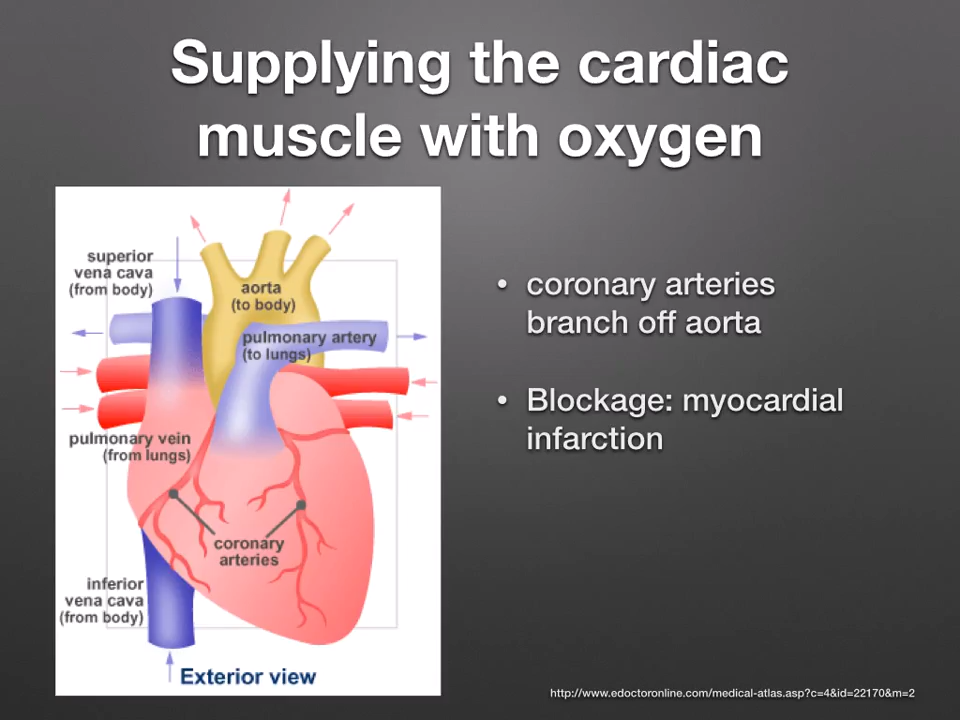 Supplying the cardiac
muscle with oxygen
superior
vena cava
(from body)
aorta
(to body)
pulmonary artery
(to lungs)
pulmonary vein
(from lungs)
coronary
arteries
inferior
vena cava
(from body)
Exterior view
• coronary arteries
branch off aorta
• Blockage: myocardial
infarction
http://www.edoctoronline.com/medical-atlas.asp?c=4&id=22170&m=2